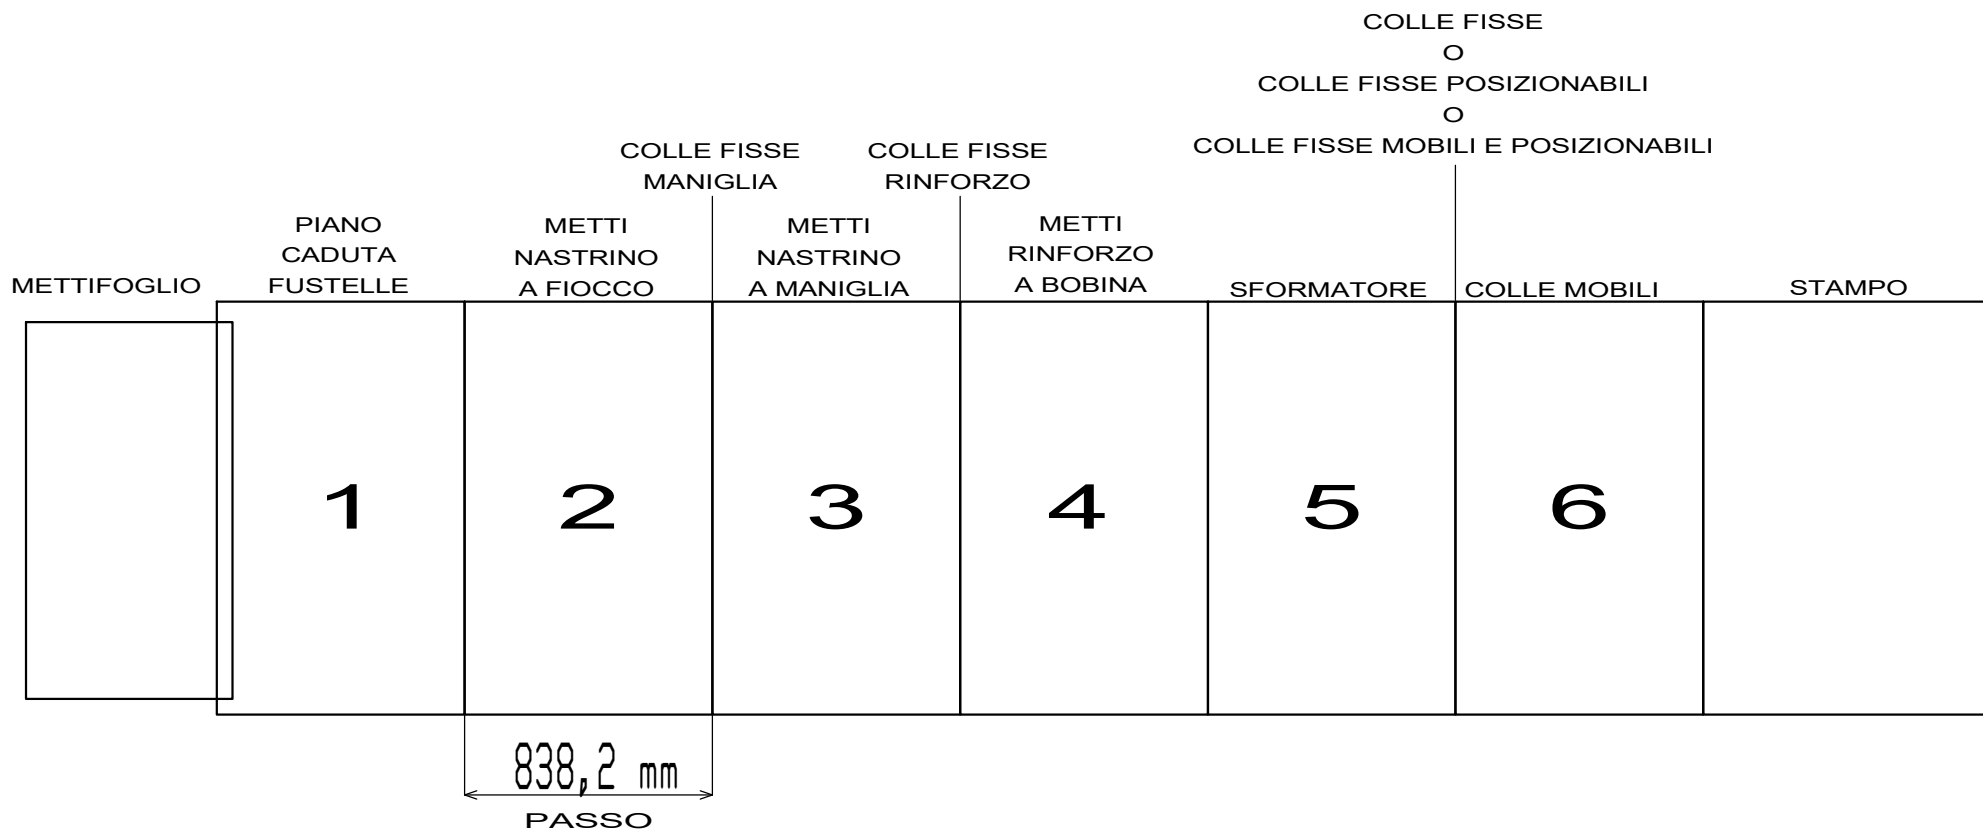 COLLE FISSE
O
COLLE FISSE POSIZIONABILI
O
COLLE FISSE MOBILI E POSIZIONABILI
COLLE FISSE
MANIGLIA
COLLE FISSE
RINFORZO
METTIFOGLIO
PIANO
CADUTA
FUSTELLE
METTI
NASTRINO
A FIOCCO
METTI
NASTRINO
A MANIGLIA
METTI
RINFORZO
A BOBINA
SFORMATORE
COLLE MOBILI
STAMPO
1
2
3
4
5
6
838,2 mm
PASSO